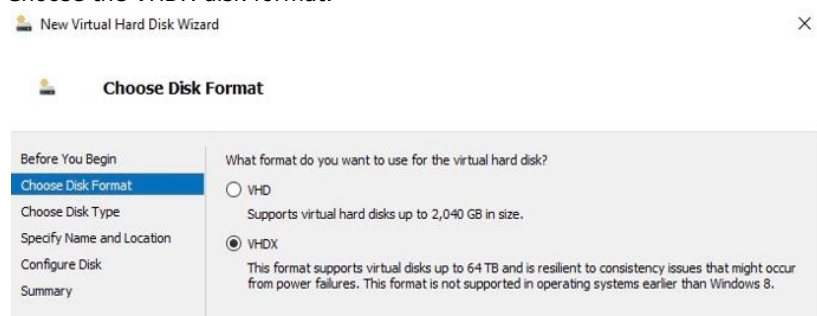 Choose the VHDX disk format.
New Virtual Hard Disk Wizard
Choose Disk Format
Before You Begin
Choose Disk Format
Choose Disk Type
Specify Name and Location
Configure Disk
Summary
What format do you want to use for the virtual hard disk?
VHD
Supports virtual hard disks up to 2,040 GB in size.
VHDX
This format supports virtual disks up to 64 TB and is resilient to consistency issues that might occur
from power failures. This format is not supported in operating systems earlier than Windows 8.